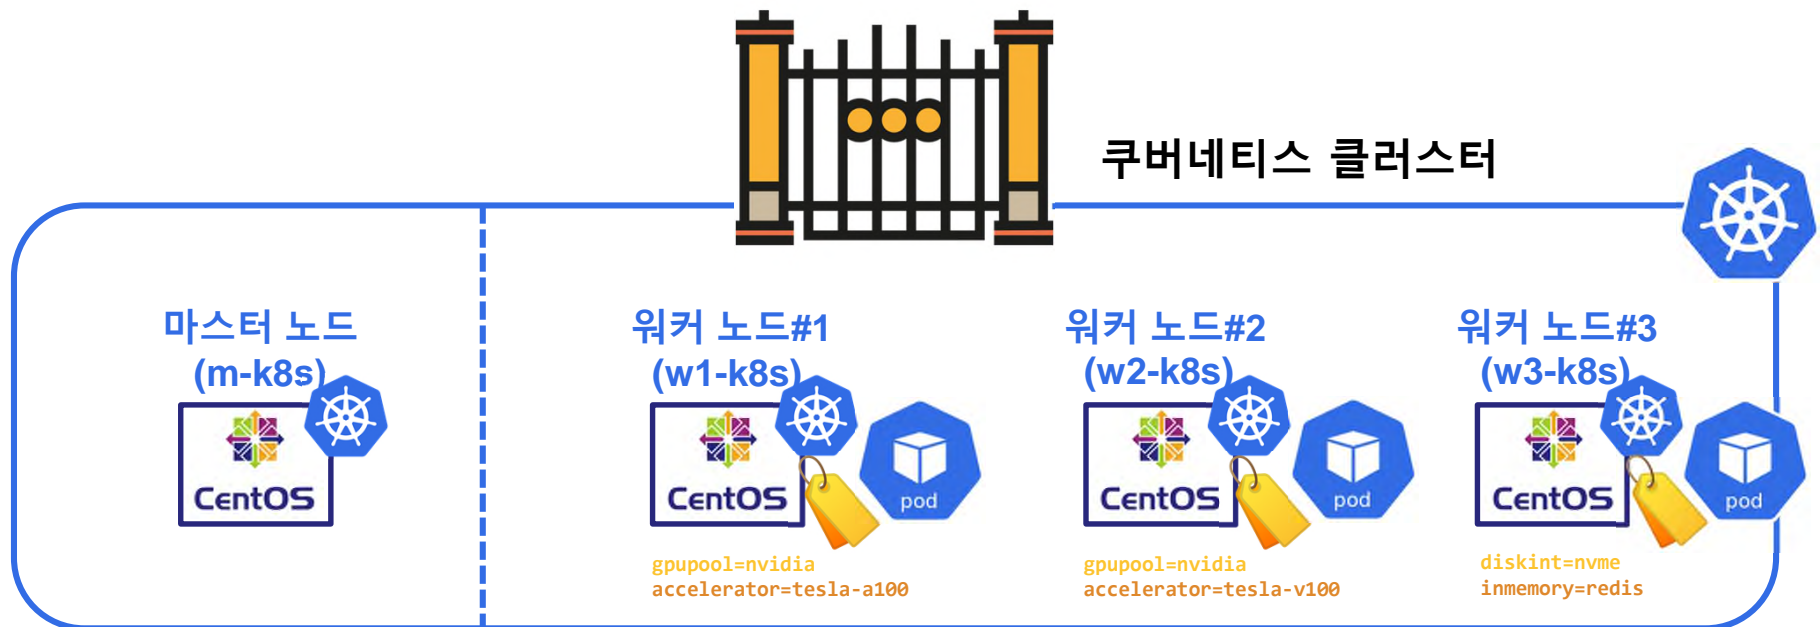 쿠버네티스 클러스터
마스터 노드
(m-k8s)
CentOS
워커 노드#1
(w1-k8s)
CentOS
pod
gpupool=nvidia
accelerator=tesla-a100
워커 노드#2
(w2-k8s)
CentOS
pod
gpupool=nvidia
accelerator=tesla-v100
워커 노드#3
(w3-k8s)
CentOS
pod
diskint=nvme
inmemory=redis